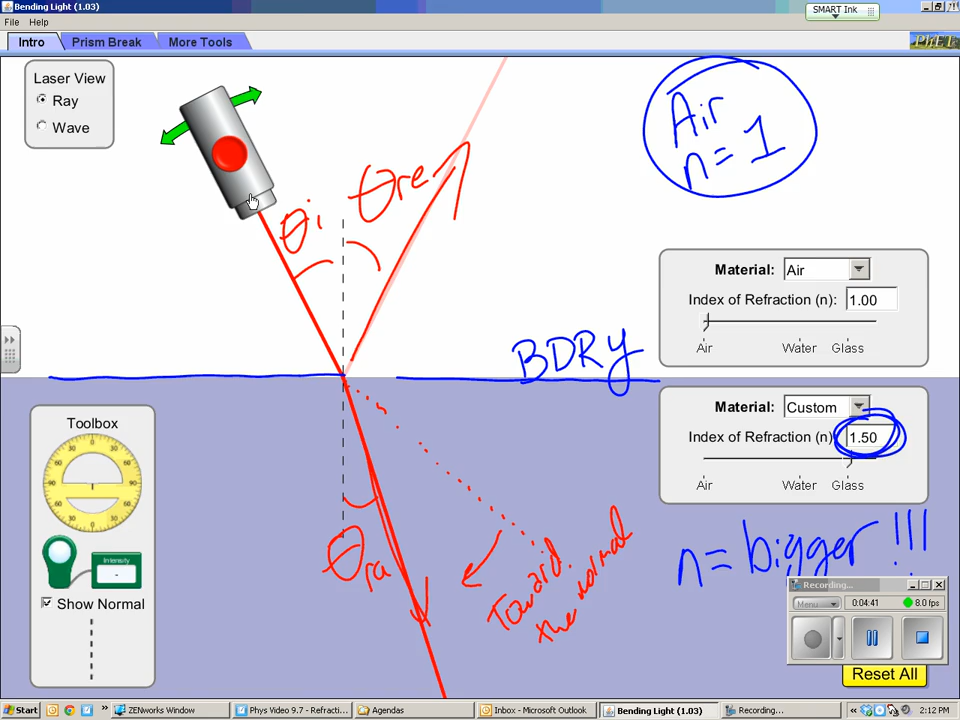 Bending Light (1.03)
SMART Ink
File Help
Intro Prism Break More Tools
PhET
Laser View
Ray
Wave
Air
n = 1
θi
θre
Material: Air
Index of Refraction (n): 1.00
Air Water Glass
BDRY
Material: Custom
Index of Refraction (n) 1.50
Air Water Glass
Toolbox
Intensity
-
Show Normal
θra
Toward
the normal
n = bigger !!!
Recording...
Menu 0:04:41 8.0 fps
Reset All
Start ZENworks Window Phys Video 9.7 - Refracti... Agendas Inbox - Microsoft Outlook Bending Light (1.03) Recording... 2:12 PM